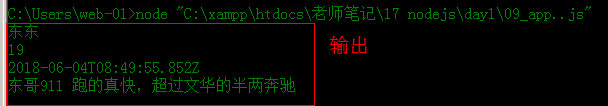 C:\Users\web-01>node "C:\xampp\htdocs\老师笔记\17 nodejs\day1\09_app..js"
东东
19
2018-06-04T08:49:55.852Z
东哥911 跑的真快，超过文华的半两奔驰
输出